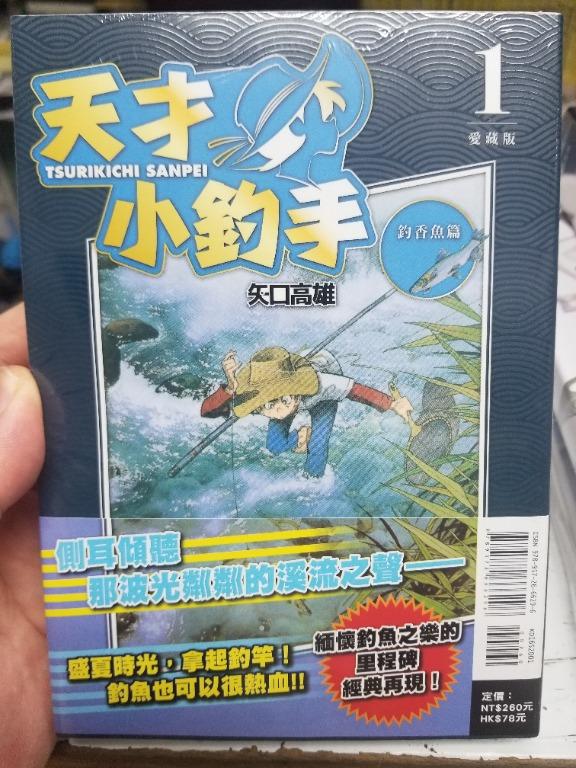 1
愛藏版
天才
TSURIKICHI SANPEI
小釣手
釣香魚篇
矢口高雄
側耳傾聽
那波光粼粼的溪流之聲——
盛夏時光，拿起釣竿！
釣魚也可以很熱血!!
緬懷釣魚之樂的
里程碑
經典再現！
定價：
NT$260元
HK$78元